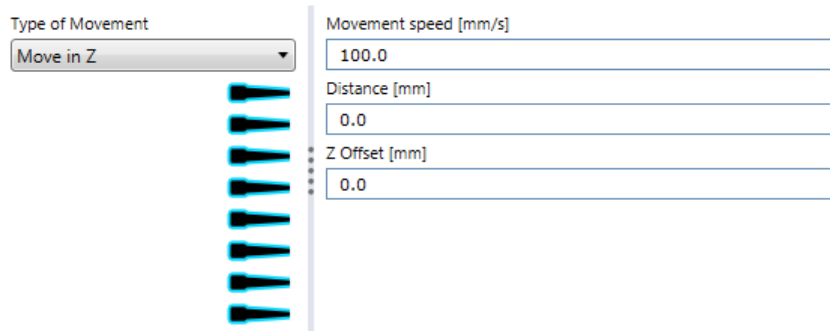 Type of Movement
Move in Z
Movement speed [mm/s]
100.0
Distance [mm]
0.0
Z Offset [mm]
0.0